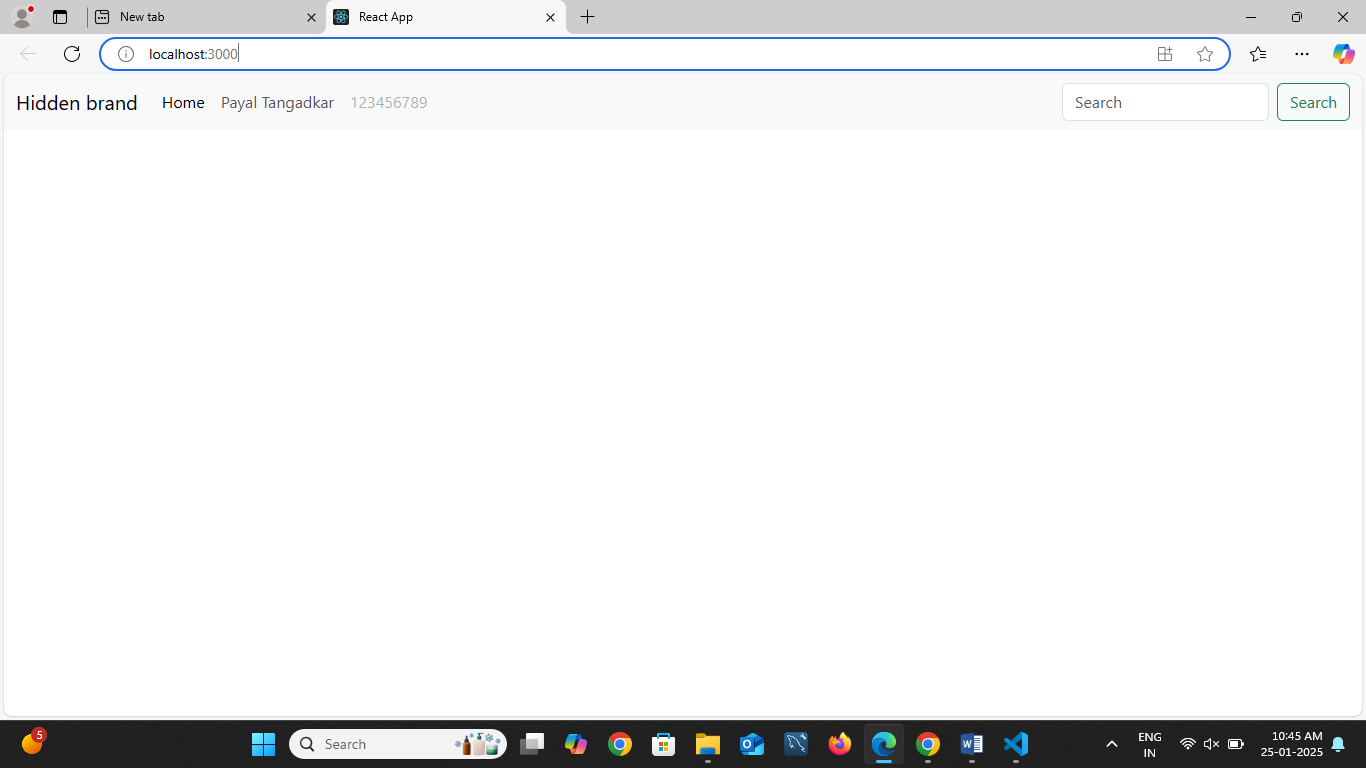 New tab
React App
localhost:3000
Hidden brand Home Payal Tangadkar 123456789 Search Search
5
Search
ENG
IN
10:45 AM
25-01-2025